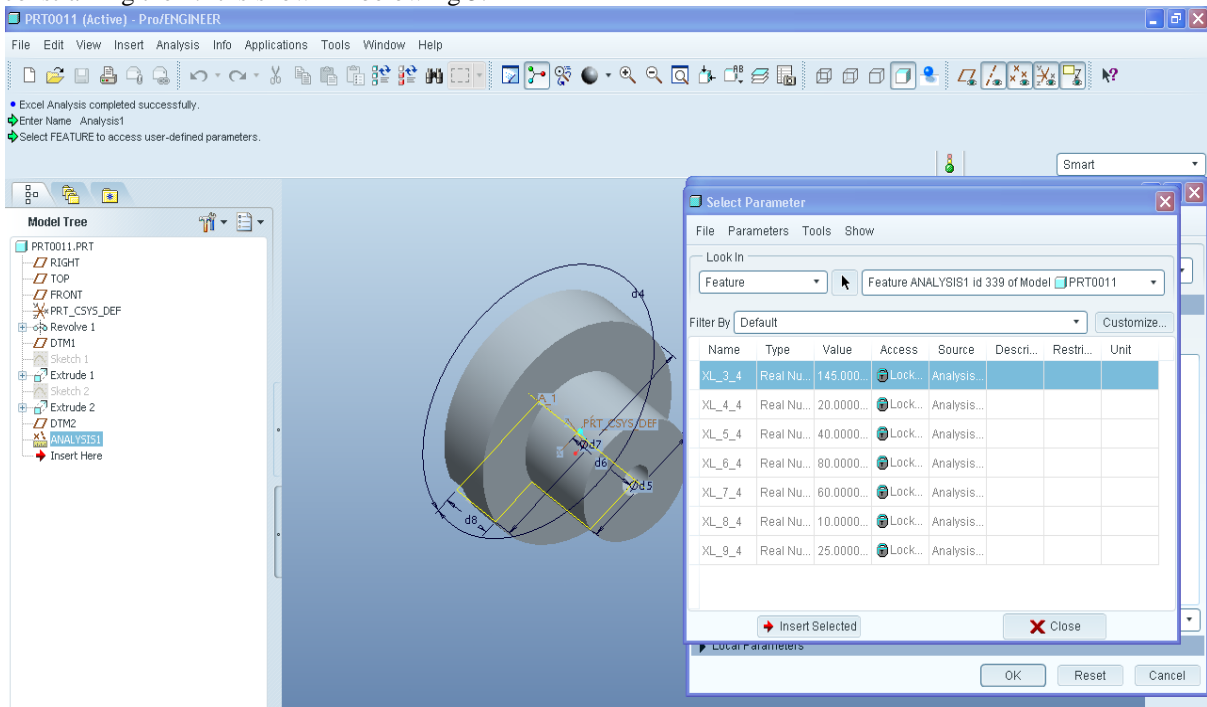 PRT0011 (Active) - Pro/ENGINEER
File Edit View Insert Analysis Info Applications Tools Window Help
Excel Analysis completed successfully.
Enter Name Analysis1
Select FEATURE to access user-defined parameters.
Smart
Model Tree
PRT0011.PRT
RIGHT
TOP
FRONT
PRT_CSYS_DEF
Revolve 1
DTM1
Sketch 1
Extrude 1
Sketch 2
Extrude 2
DTM2
ANALYSIS1
Insert Here
d4
A_1
PRT_CSYS_DEF
Ød7
d6
Ød5
d8
Select Parameter
File Parameters Tools Show
Look In
Feature Feature ANALYSIS1 id 339 of Model PRT0011
Filter By Default Customize...
Name Type Value Access Source Descri... Restri... Unit
XL_3_4 Real Nu... 145.000... Lock... Analysis...
XL_4_4 Real Nu... 20.0000... Lock... Analysis...
XL_5_4 Real Nu... 40.0000... Lock... Analysis...
XL_6_4 Real Nu... 80.0000... Lock... Analysis...
XL_7_4 Real Nu... 60.0000... Lock... Analysis...
XL_8_4 Real Nu... 10.0000... Lock... Analysis...
XL_9_4 Real Nu... 25.0000... Lock... Analysis...
Insert Selected Close
Local Parameters
OK Reset Cancel